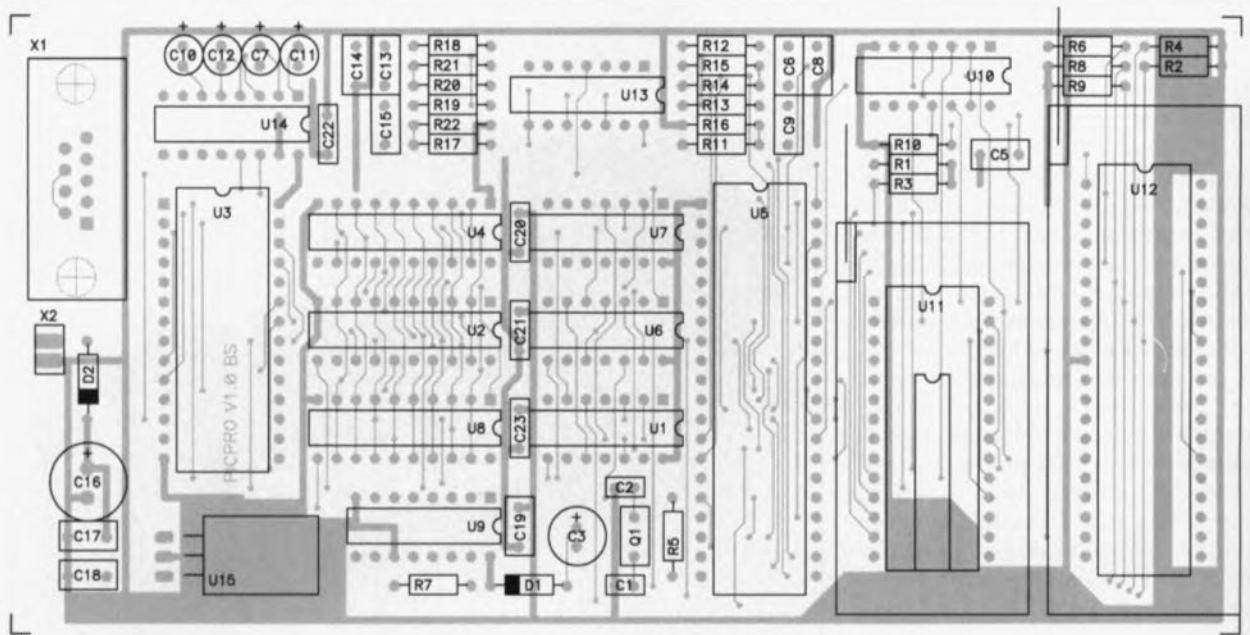 X1
+ + + +
C10 C12 C7 C11
C14 C13
R18
R21
R20
R19
R22
R17
C15
U14
C22
U13
R12
R15
R14
R13
R16
R11
C6 C8
C9
U10
R10
R1
R3
C5
R6
R8
R9
R4
R2
U3
U4
C20
U7
U5
U12
X2
D2
U2
C21
U6
U11
PICPRO V1.0 BS
U8
C23
U1
+
C16
C17
C18
U15
U9
C19
+
C3
C2
Q1
C1
R5
R7
D1